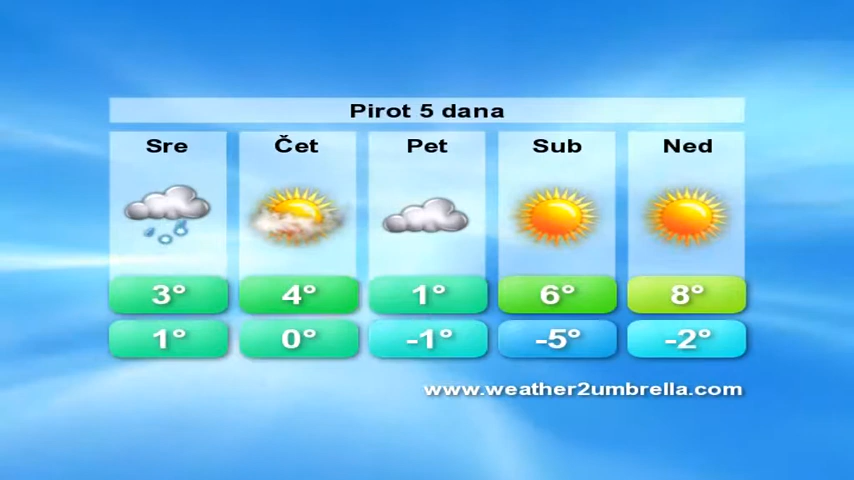 Pirot 5 dana
Sre Čet Pet Sub Ned
3° 4° 1° 6° 8°
1° 0° -1° -5° -2°
www.weather2umbrella.com